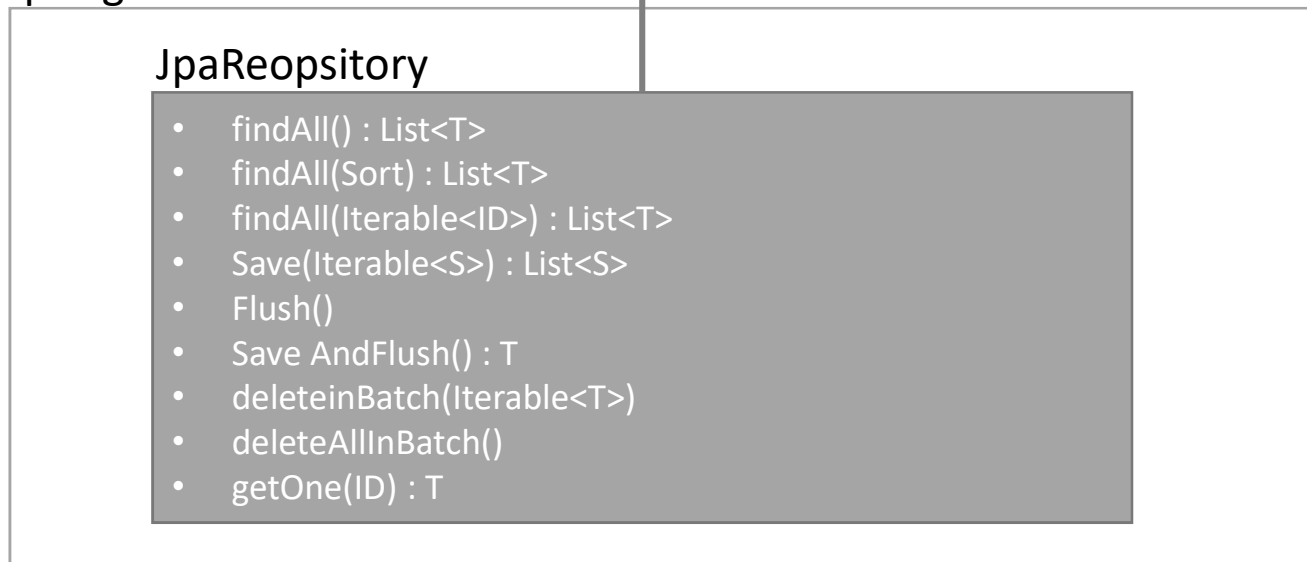 JpaReopsitory
• findAll() : List<T>
• findAll(Sort) : List<T>
• findAll(Iterable<ID>) : List<T>
• Save(Iterable<S>) : List<S>
• Flush()
• Save AndFlush() : T
• deleteinBatch(Iterable<T>)
• deleteAllInBatch()
• getOne(ID) : T